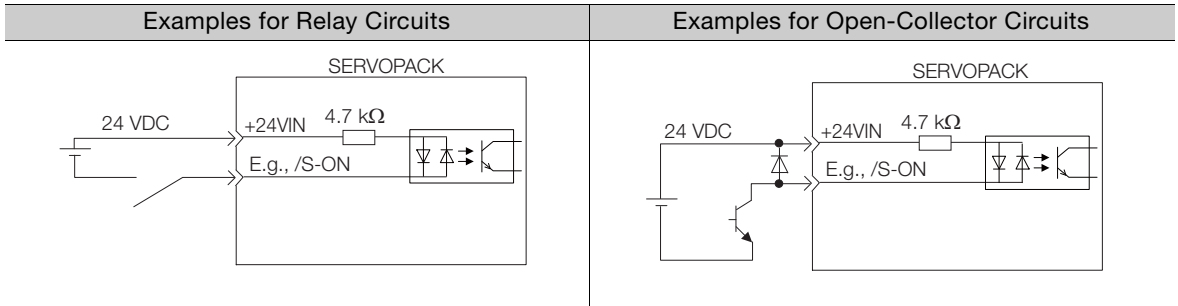 Examples for Relay Circuits
Examples for Open-Collector Circuits
SERVOPACK
24 VDC
+24VIN
4.7 kΩ
E.g., /S-ON
SERVOPACK
24 VDC
+24VIN
4.7 kΩ
E.g., /S-ON